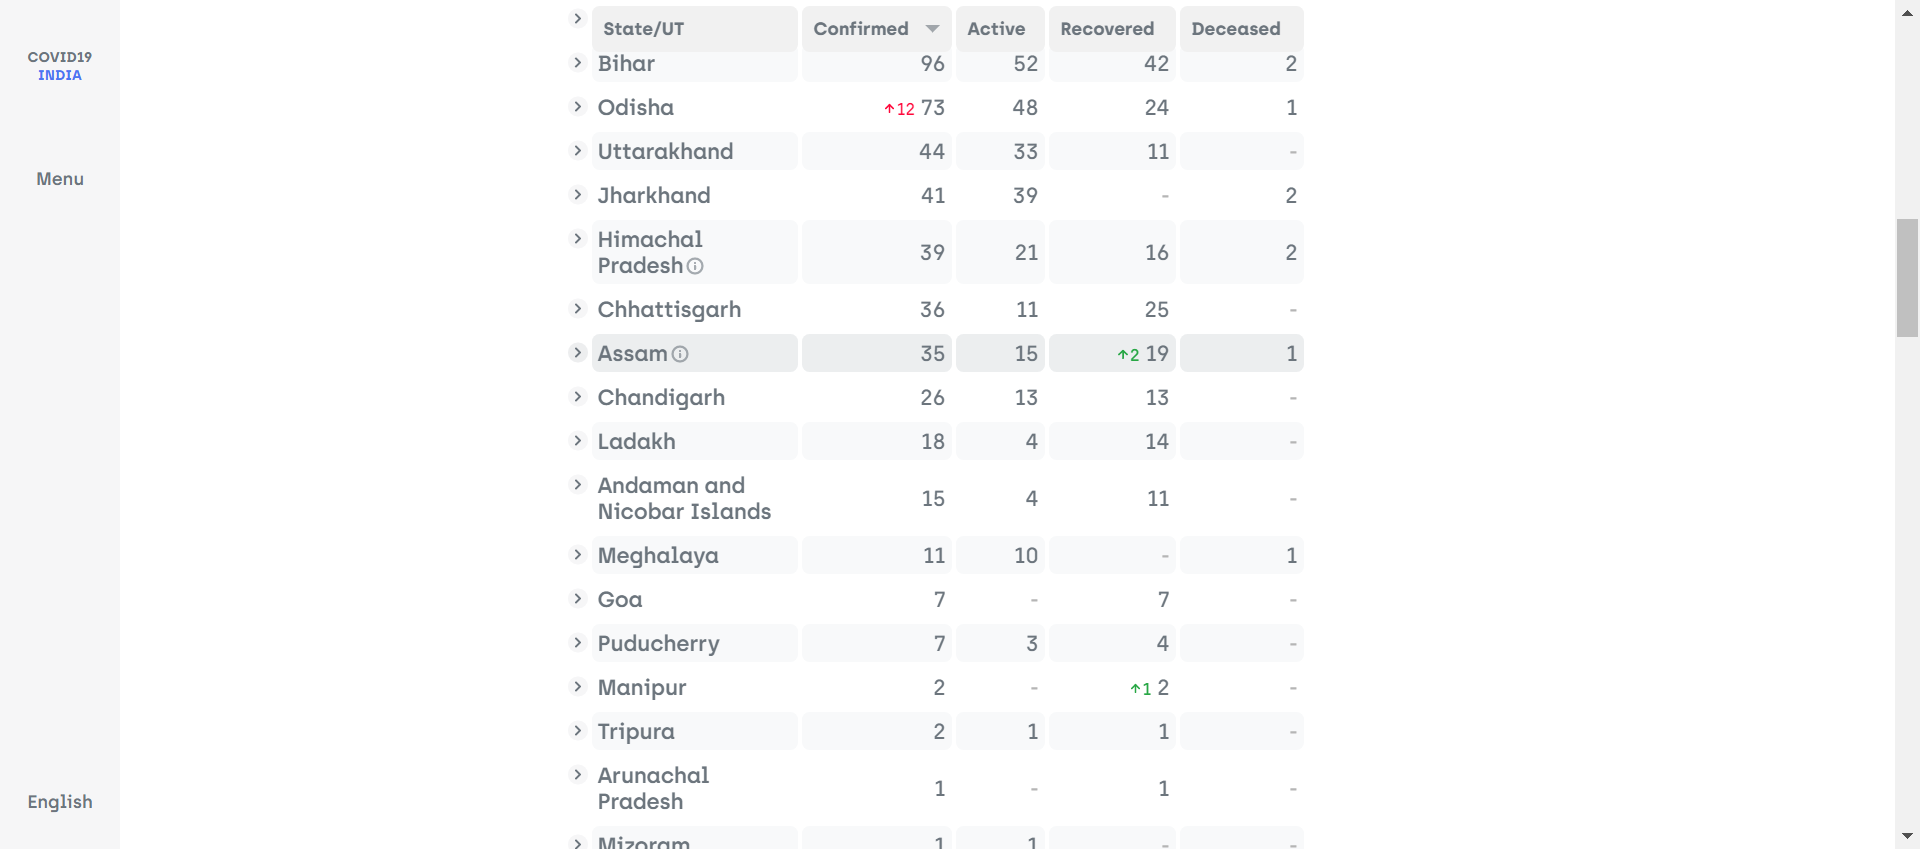 COVID19
INDIA
Menu
English
State/UT Confirmed Active Recovered Deceased
Bihar 96 52 42 2
Odisha ↑12 73 48 24 1
Uttarakhand 44 33 11 -
Jharkhand 41 39 - 2
Himachal
Pradesh 39 21 16 2
Chhattisgarh 36 11 25 -
Assam 35 15 ↑2 19 1
Chandigarh 26 13 13 -
Ladakh 18 4 14 -
Andaman and
Nicobar Islands 15 4 11 -
Meghalaya 11 10 - 1
Goa 7 - 7 -
Puducherry 7 3 4 -
Manipur 2 - ↑1 2 -
Tripura 2 1 1 -
Arunachal
Pradesh 1 - 1 -
Mizoram 1 1 - -